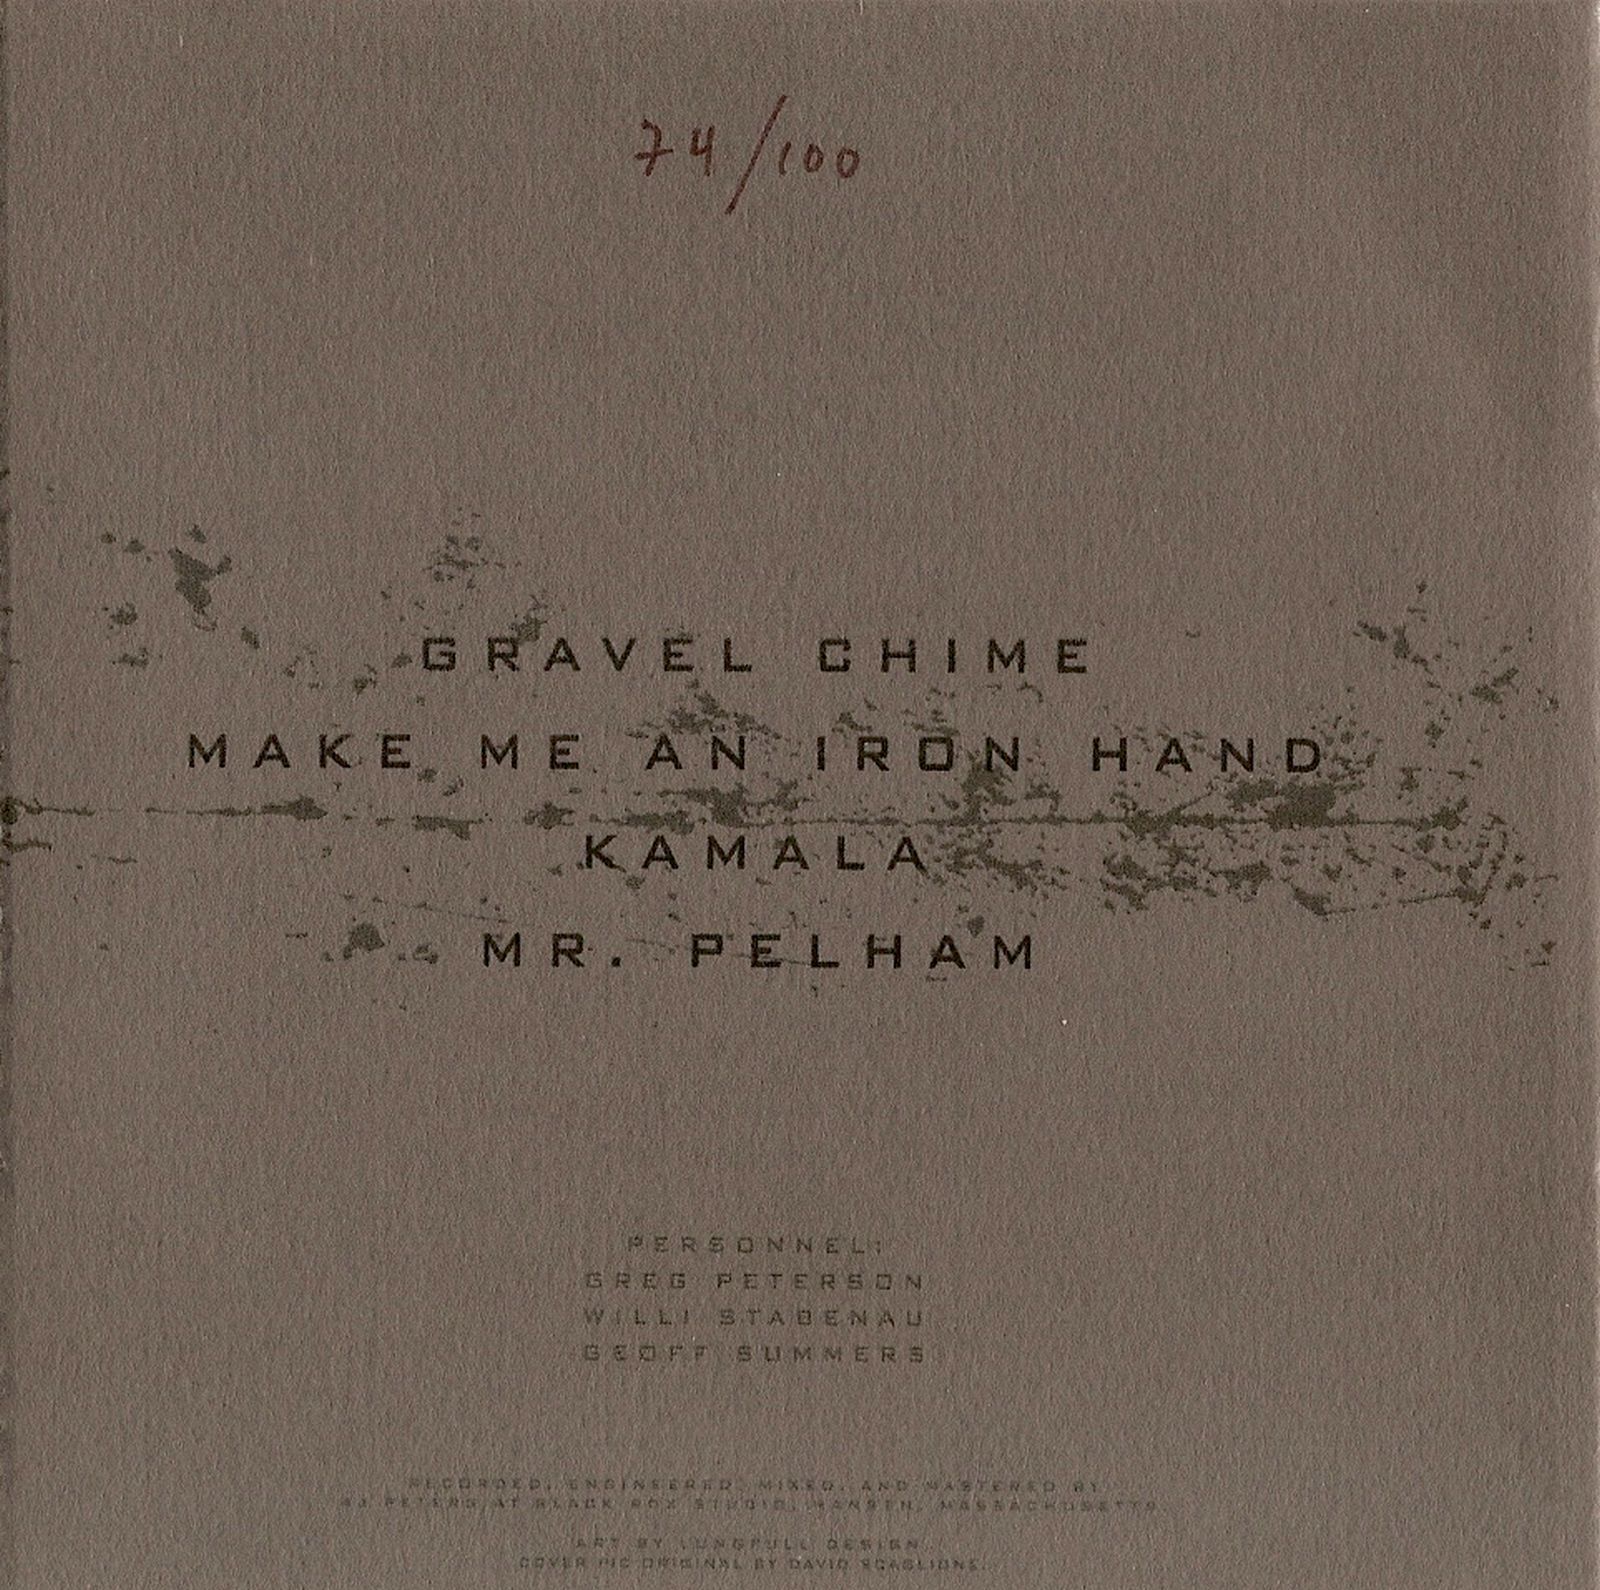 74/100
GRAVEL CHIME
MAKE ME AN IRON HAND
KAMALA
MR. PELHAM
PERSONNEL:
GREG PETERSON
WILLI STABENAU
GEOFF SUMMERS
RECORDED, ENGINEERED, MIXED, AND MASTERED BY
PETERS AT BLACK BOX STUDIO, MASSACHUSETTS.
ART BY LUNGFULL DESIGN.
COVER PIC ORIGINAL BY DAVID SCAGLIONE.